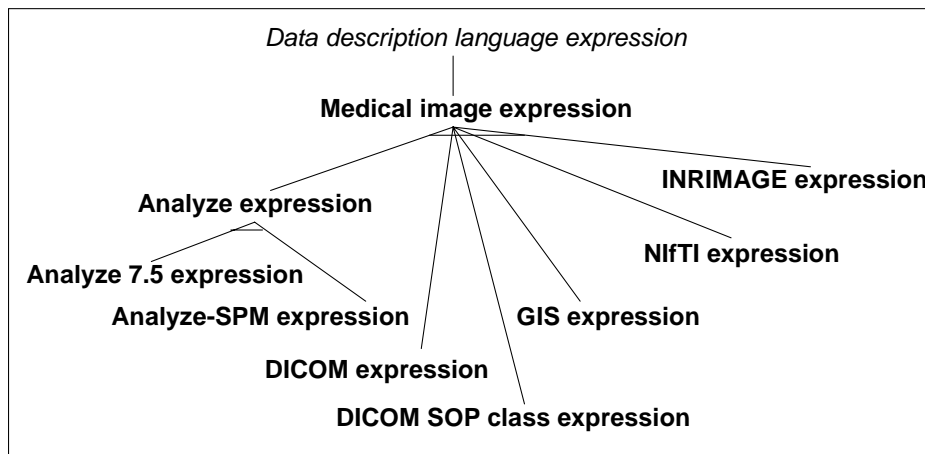 Data description language expression
Medical image expression
INRIMAGE expression
Analyze expression
NIfTI expression
Analyze 7.5 expression
Analyze-SPM expression
GIS expression
DICOM expression
DICOM SOP class expression